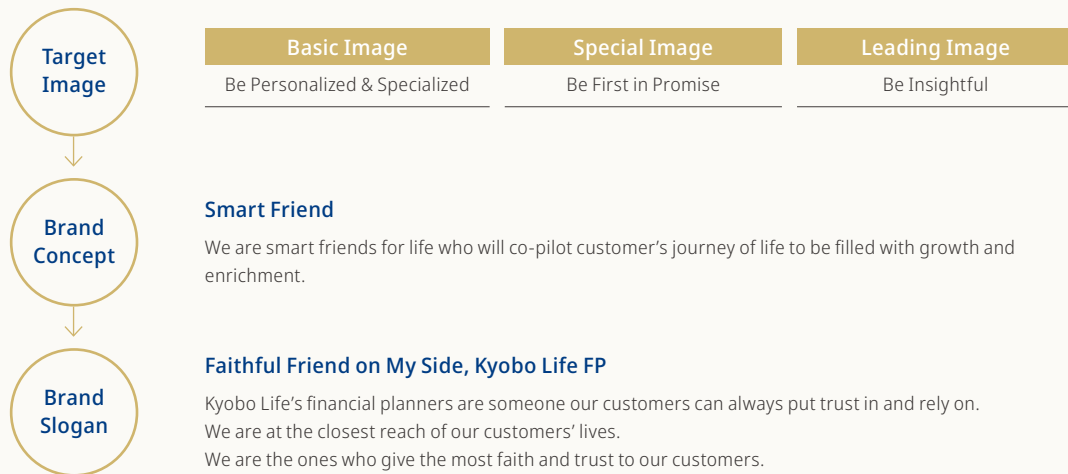 Target
Image
Basic Image
Special Image
Leading Image
Be Personalized & Specialized
Be First in Promise
Be Insightful
Brand
Concept
Smart Friend
We are smart friends for life who will co-pilot customer’s journey of life to be filled with growth and
enrichment.
Brand
Slogan
Faithful Friend on My Side, Kyobo Life FP
Kyobo Life’s financial planners are someone our customers can always put trust in and rely on.
We are at the closest reach of our customers’ lives.
We are the ones who give the most faith and trust to our customers.